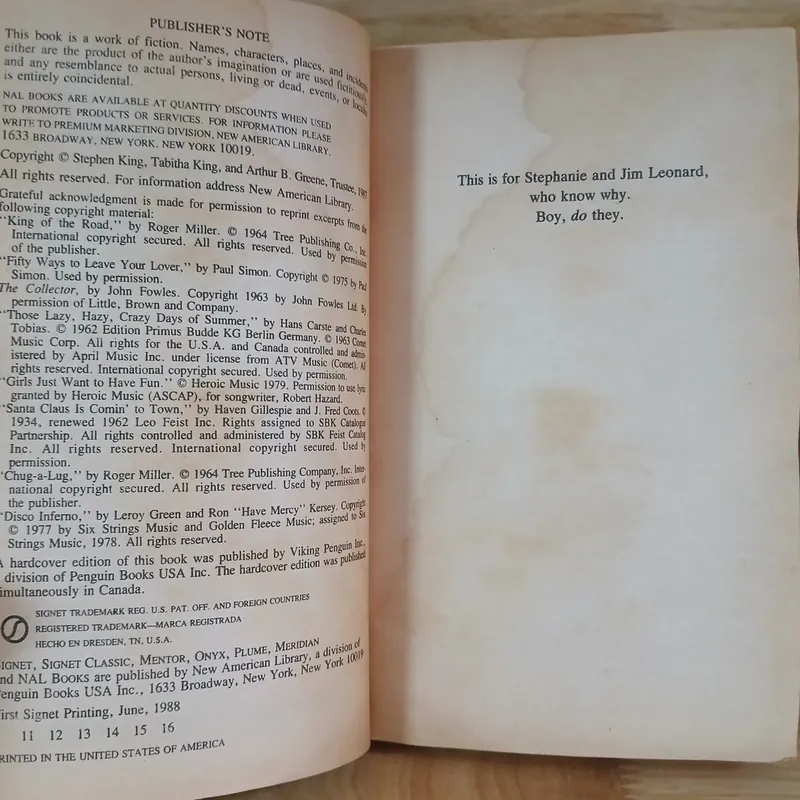 PUBLISHER'S NOTE
This book is a work of fiction. Names, characters, places, and incidents
either are the product of the author's imagination or are used fictitiously,
and any resemblance to actual persons, living or dead, events, or locales
is entirely coincidental.
NAL BOOKS ARE AVAILABLE AT QUANTITY DISCOUNTS WHEN USED
TO PROMOTE PRODUCTS OR SERVICES. FOR INFORMATION PLEASE
WRITE TO PREMIUM MARKETING DIVISION, NEW AMERICAN LIBRARY,
1633 BROADWAY, NEW YORK, NEW YORK 10019.
Copyright © Stephen King, Tabitha King, and Arthur B. Greene, Trustee, 1987
All rights reserved. For information address New American Library.
Grateful acknowledgment is made for permission to reprint excerpts from the
following copyright material:
"King of the Road," by Roger Miller. © 1964 Tree Publishing Co., Inc.
International copyright secured. All rights reserved. Used by permission
of the publisher.
"Fifty Ways to Leave Your Lover," by Paul Simon. Copyright © 1975 by Paul
Simon. Used by permission.
The Collector, by John Fowles. Copyright 1963 by John Fowles Ltd. By
permission of Little, Brown and Company.
"Those Lazy, Hazy, Crazy Days of Summer," by Hans Carste and Charles
Tobias. © 1962 Edition Primus Budde KG Berlin Germany. © 1963 Comet
Music Corp. All rights for the U.S.A. and Canada controlled and admin-
istered by April Music Inc. under license from ATV Music (Comet). All
rights reserved. International copyright secured. Used by permission.
"Girls Just Want to Have Fun." © Heroic Music 1979. Permission to use lyric
granted by Heroic Music (ASCAP), for songwriter, Robert Hazard.
"Santa Claus Is Comin' to Town," by Haven Gillespie and J. Fred Coots. ©
1934, renewed 1962 Leo Feist Inc. Rights assigned to SBK Catalogue
Partnership. All rights controlled and administered by SBK Feist Catalog
Inc. All rights reserved. International copyright secured. Used by
permission.
"Chug-a-Lug," by Roger Miller. © 1964 Tree Publishing Company, Inc. Inter-
national copyright secured. All rights reserved. Used by permission of
the publisher.
"Disco Inferno," by Leroy Green and Ron "Have Mercy" Kersey. Copyright
© 1977 by Six Strings Music and Golden Fleece Music; assigned to Six
Strings Music, 1978. All rights reserved.
A hardcover edition of this book was published by Viking Penguin Inc.,
a division of Penguin Books USA Inc. The hardcover edition was published
simultaneously in Canada.
SIGNET TRADEMARK REG. U.S. PAT. OFF. AND FOREIGN COUNTRIES
REGISTERED TRADEMARK—MARCA REGISTRADA
HECHO EN DRESDEN, TN, U.S.A.
SIGNET, SIGNET CLASSIC, MENTOR, ONYX, PLUME, MERIDIAN
and NAL BOOKS are published by New American Library, a division of
Penguin Books USA Inc., 1633 Broadway, New York, New York 10019
First Signet Printing, June, 1988
11 12 13 14 15 16
PRINTED IN THE UNITED STATES OF AMERICA
This is for Stephanie and Jim Leonard,
who know why.
Boy, do they.